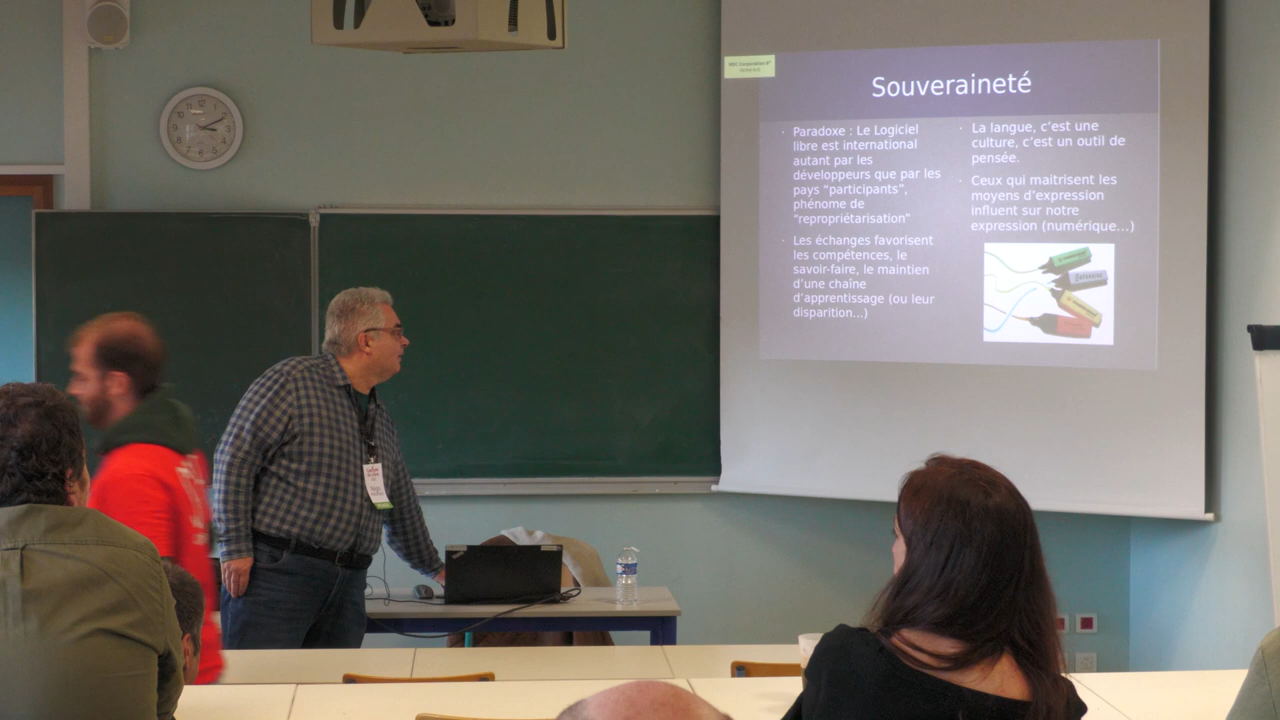 Souveraineté
Paradoxe : Le Logiciel
libre est international
autant par les
développeurs que par les
pays "participants",
phénome de
"repropriétarisation"
Les échanges favorisent
les compétences, le
savoir-faire, le maintien
d'une chaîne
d'apprentissage (ou leur
disparition...)
La langue, c'est une
culture, c'est un outil de
pensée.
Ceux qui maitrisent les
moyens d'expression
influent sur notre
expression (numérique...)